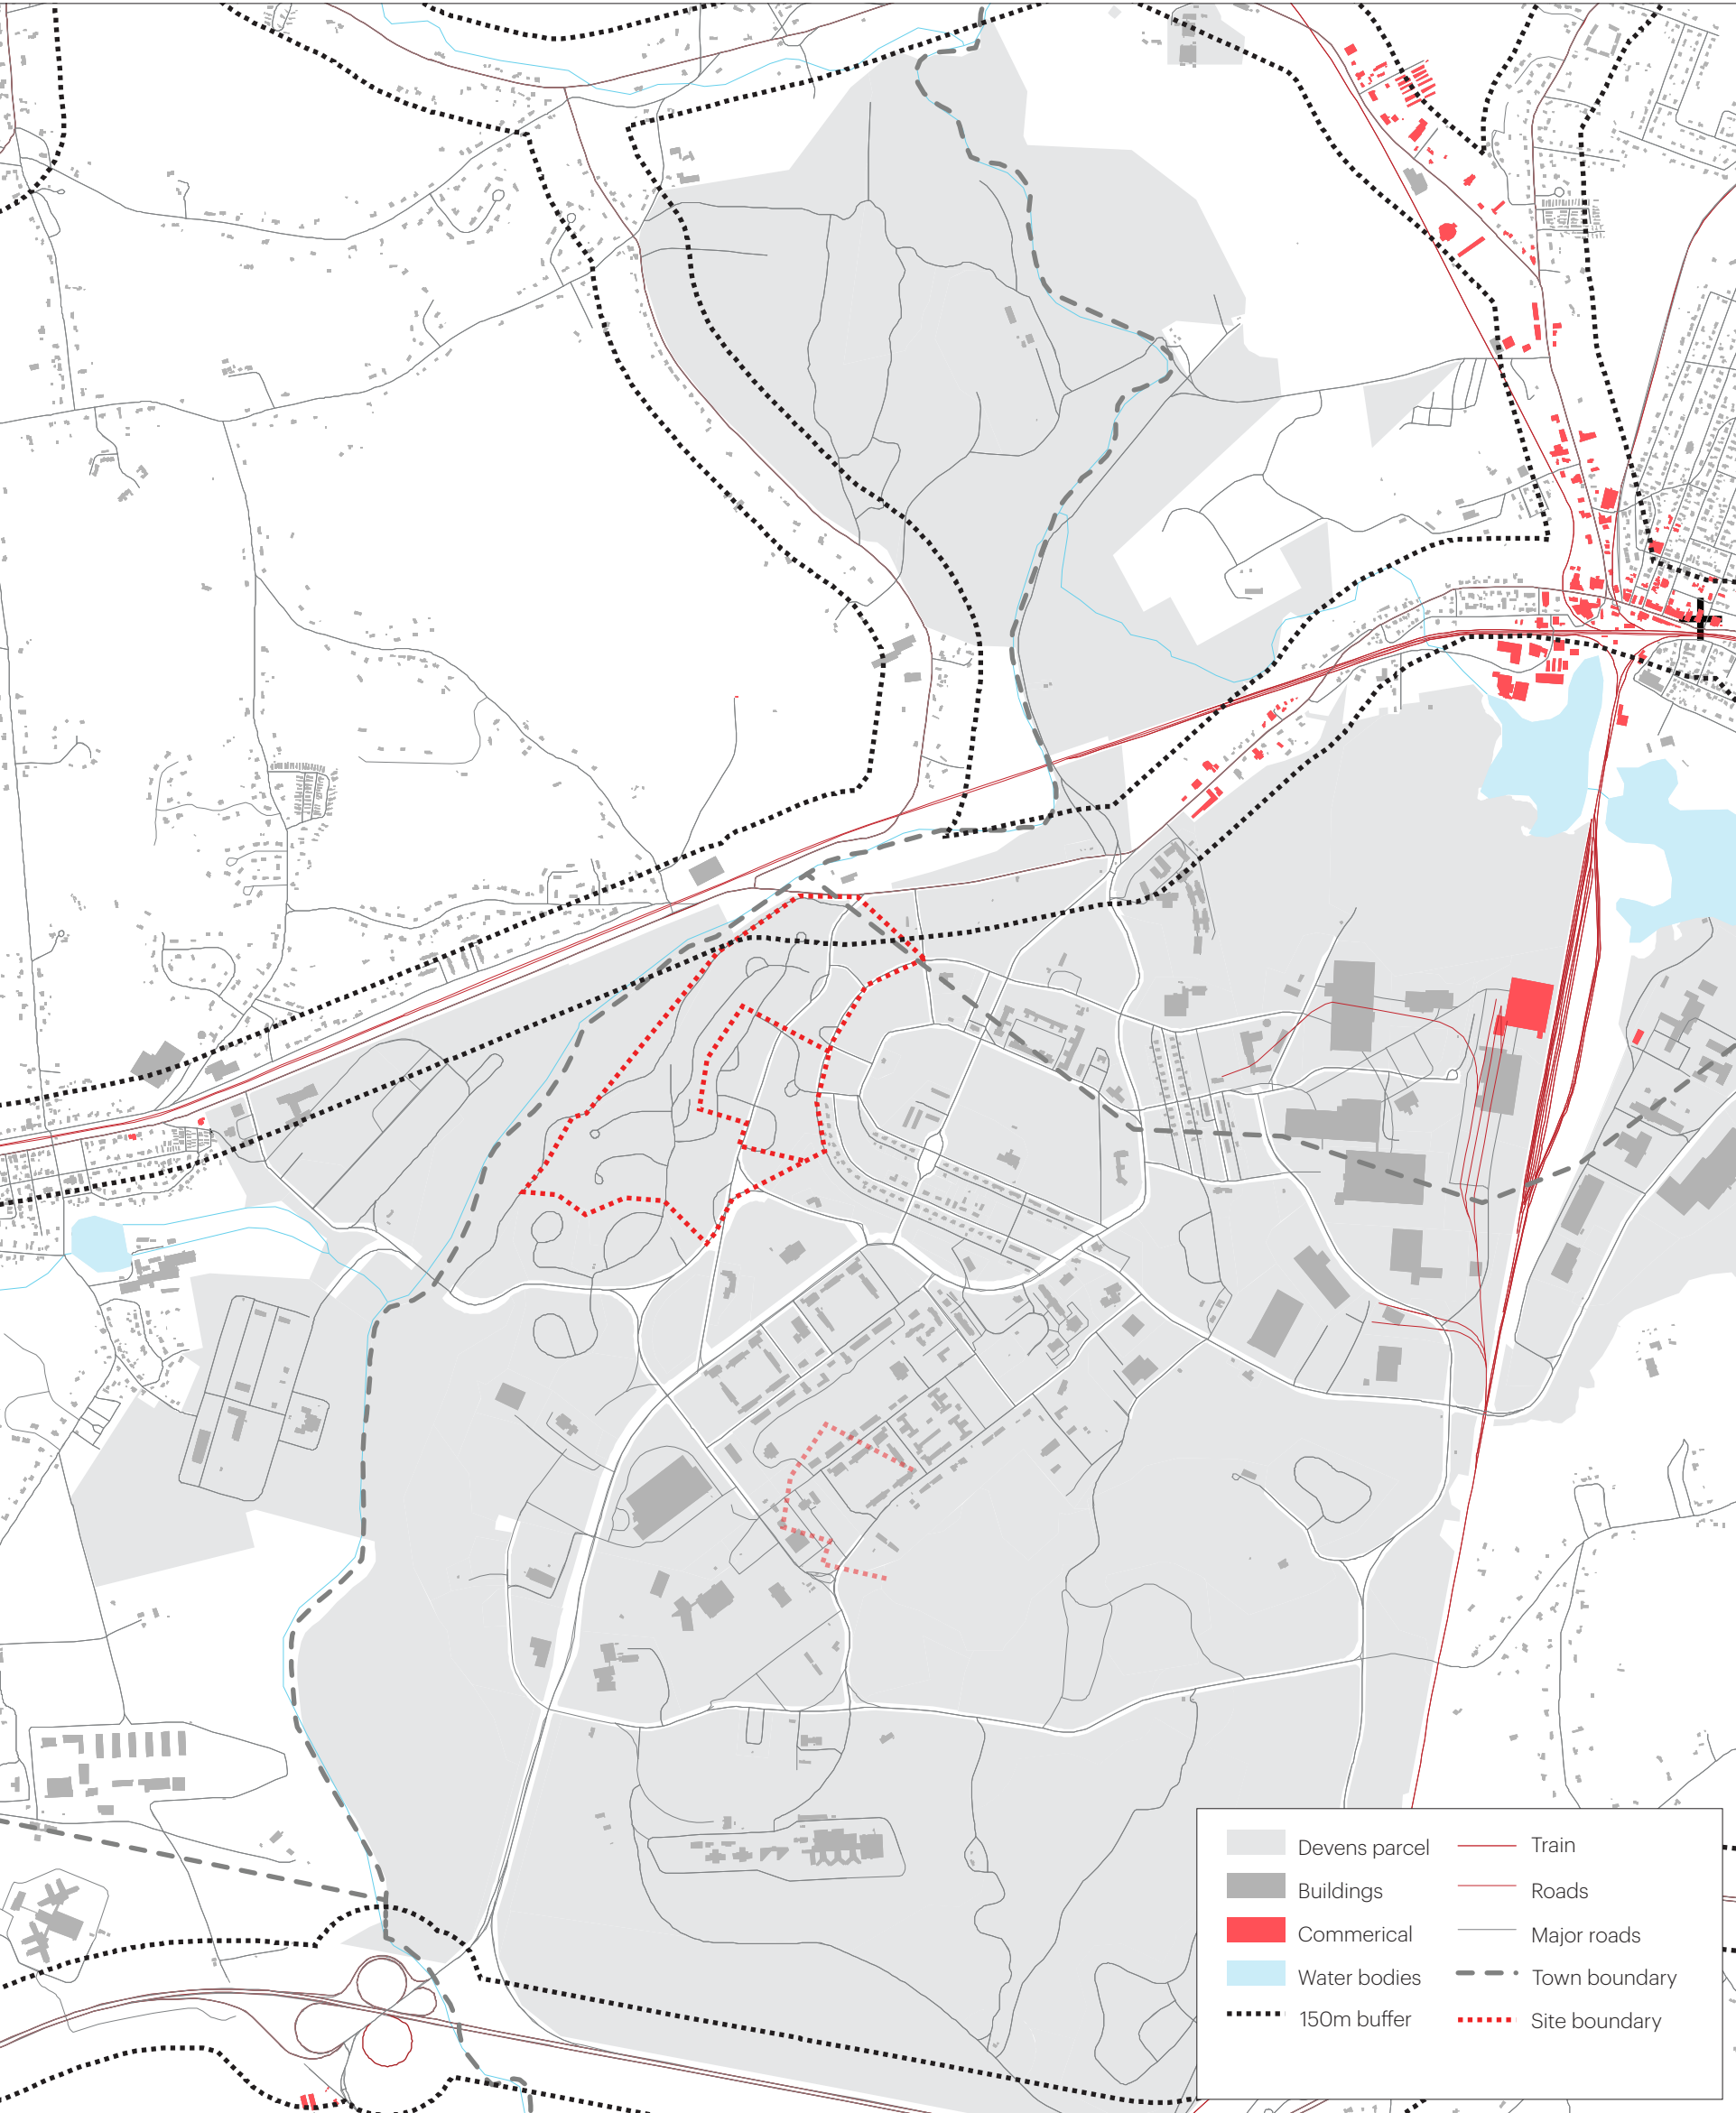 Devens parcel
Buildings
Commerical
Water bodies
150m buffer
Train
Roads
Major roads
Town boundary
Site boundary